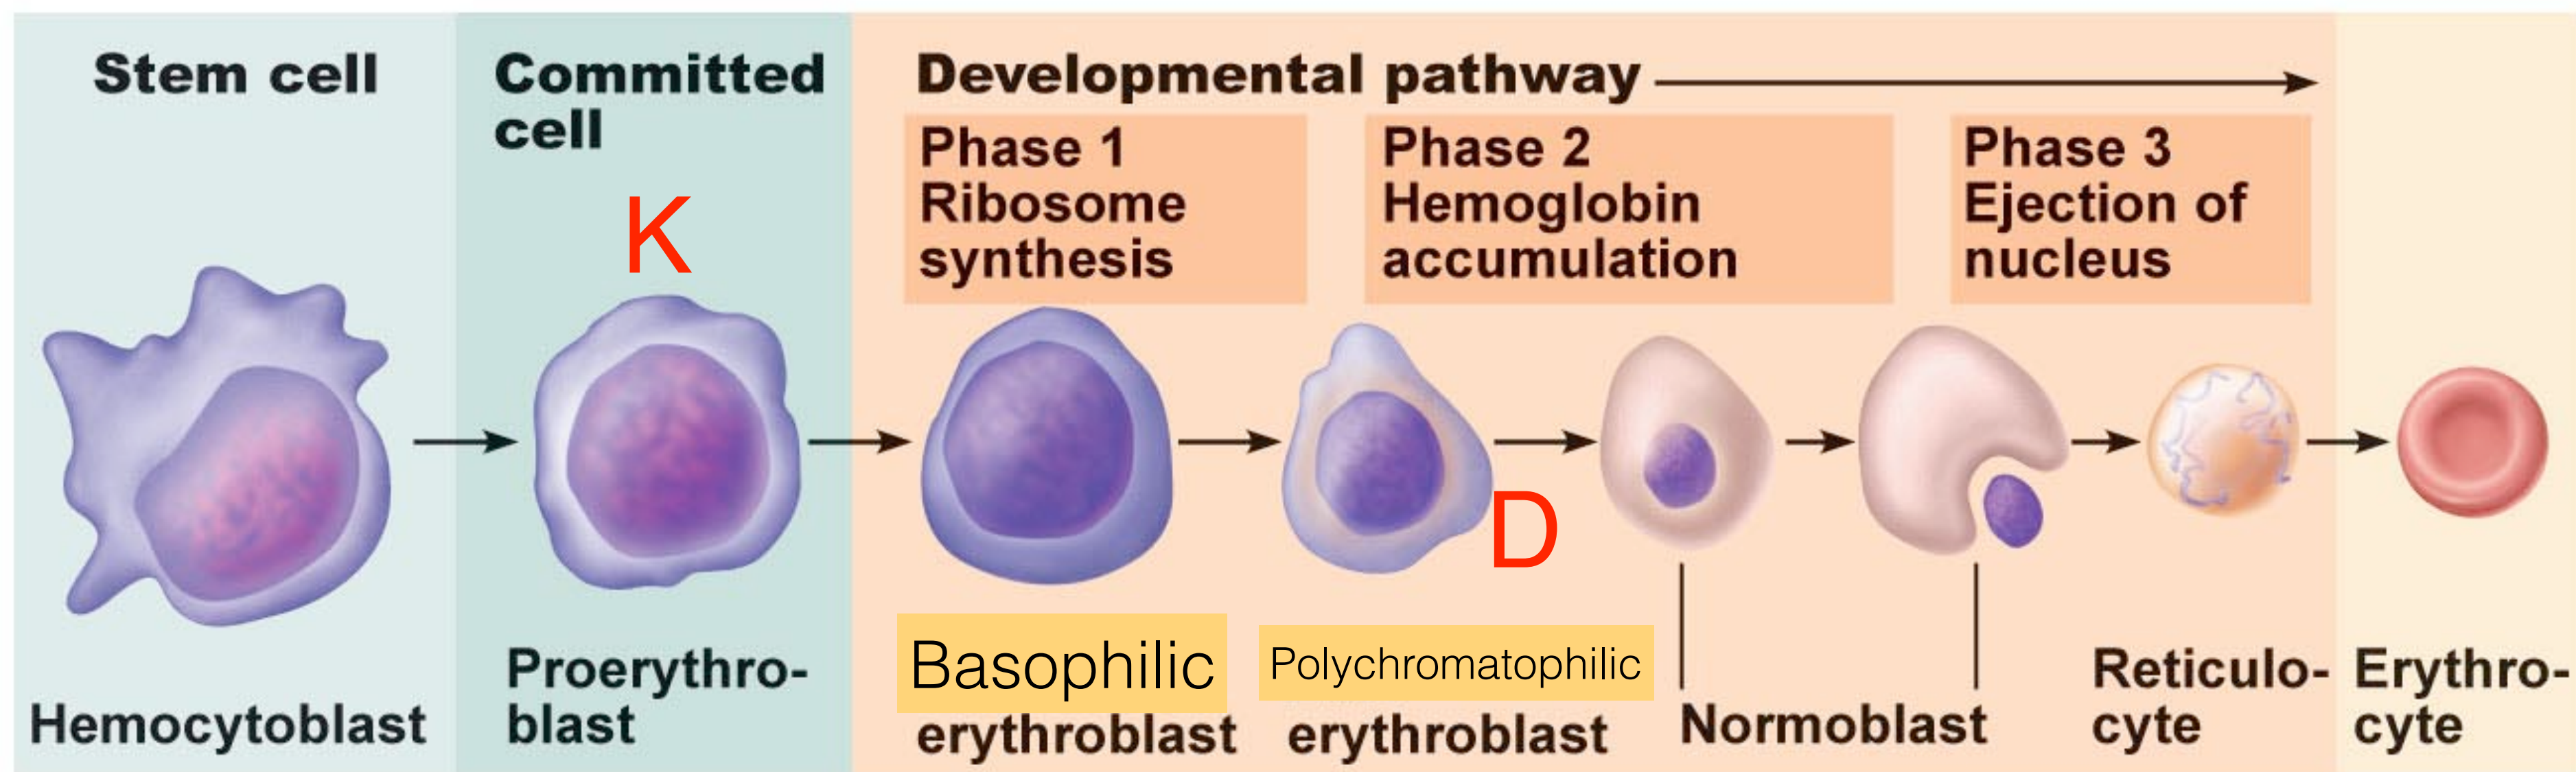 Stem cell
Committed
cell
Developmental pathway
Phase 1
Ribosome
synthesis
Phase 2
Hemoglobin
accumulation
Phase 3
Ejection of
nucleus
K
D
Hemocytoblast
Proerythro-
blast
Basophilic
erythroblast
Polychromatophilic
erythroblast
Normoblast
Reticulo-
cyte
Erythro-
cyte